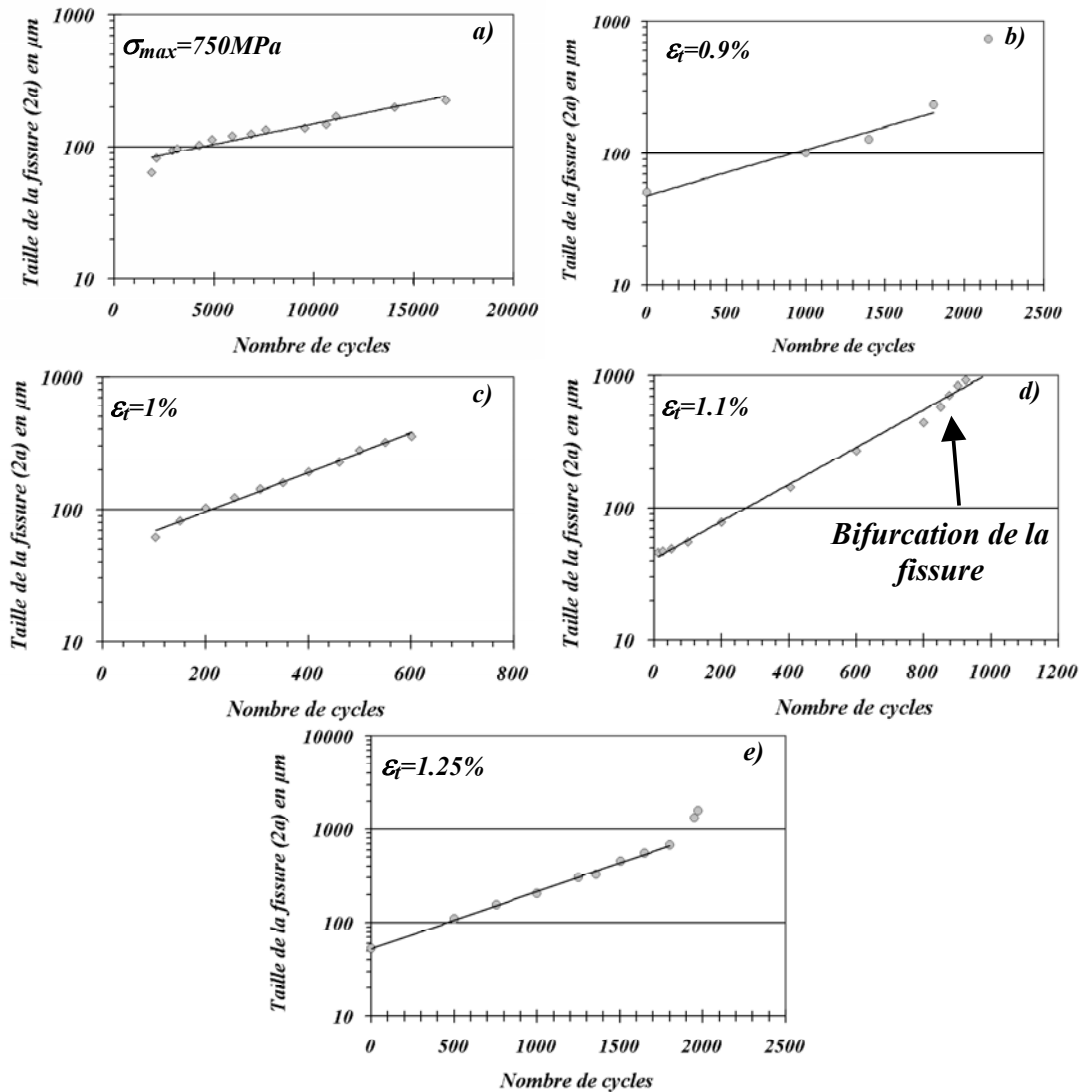 1000
100
10
0
5000
10000
15000
20000
σmax=750MPa
a)
Taille de la fissure (2a) en µm
Nombre de cycles
1000
100
10
0
500
1000
1500
2000
2500
εt=0.9%
b)
Taille de la fissure (2a) en µm
Nombre de cycles
1000
100
10
0
200
400
600
800
εt=1%
c)
Taille de la fissure (2a) en µm
Nombre de cycles
1000
100
10
0
200
400
600
800
1000
1200
εt=1.1%
d)
Bifurcation de la
fissure
Taille de la fissure (2a) en µm
Nombre de cycles
10000
1000
100
10
0
500
1000
1500
2000
2500
εt=1.25%
e)
Taille de la fissure (2a) en µm
Nombre de cycles